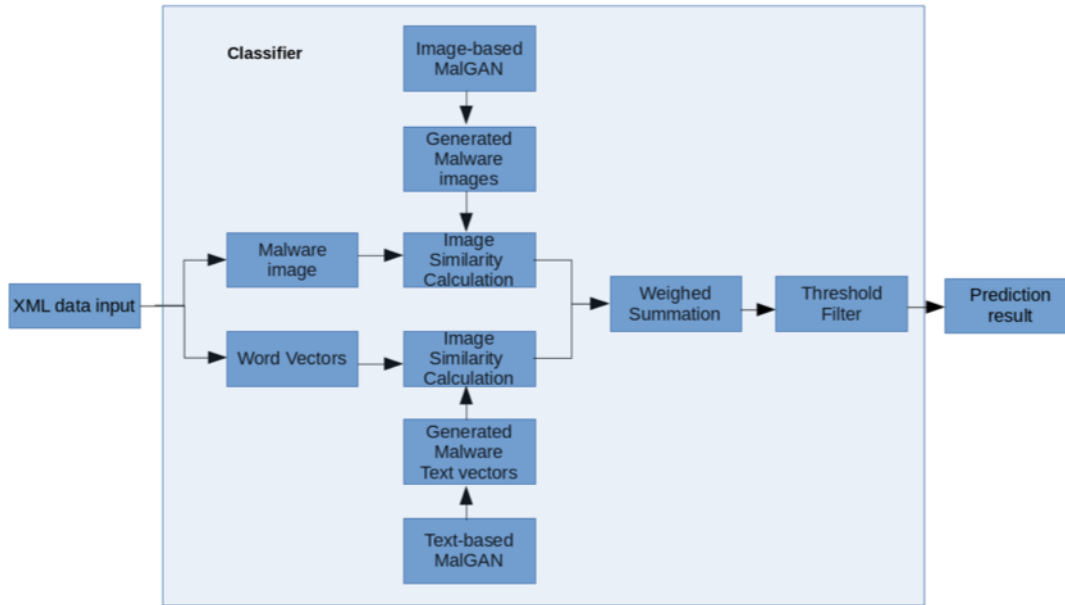 Classifier
Image-based
MalGAN
Generated
Malware
images
Malware
image
Image
Similarity
Calculation
XML data input
Weighed
Summation
Threshold
Filter
Prediction
result
Word Vectors
Image
Similarity
Calculation
Generated
Malware
Text vectors
Text-based
MalGAN